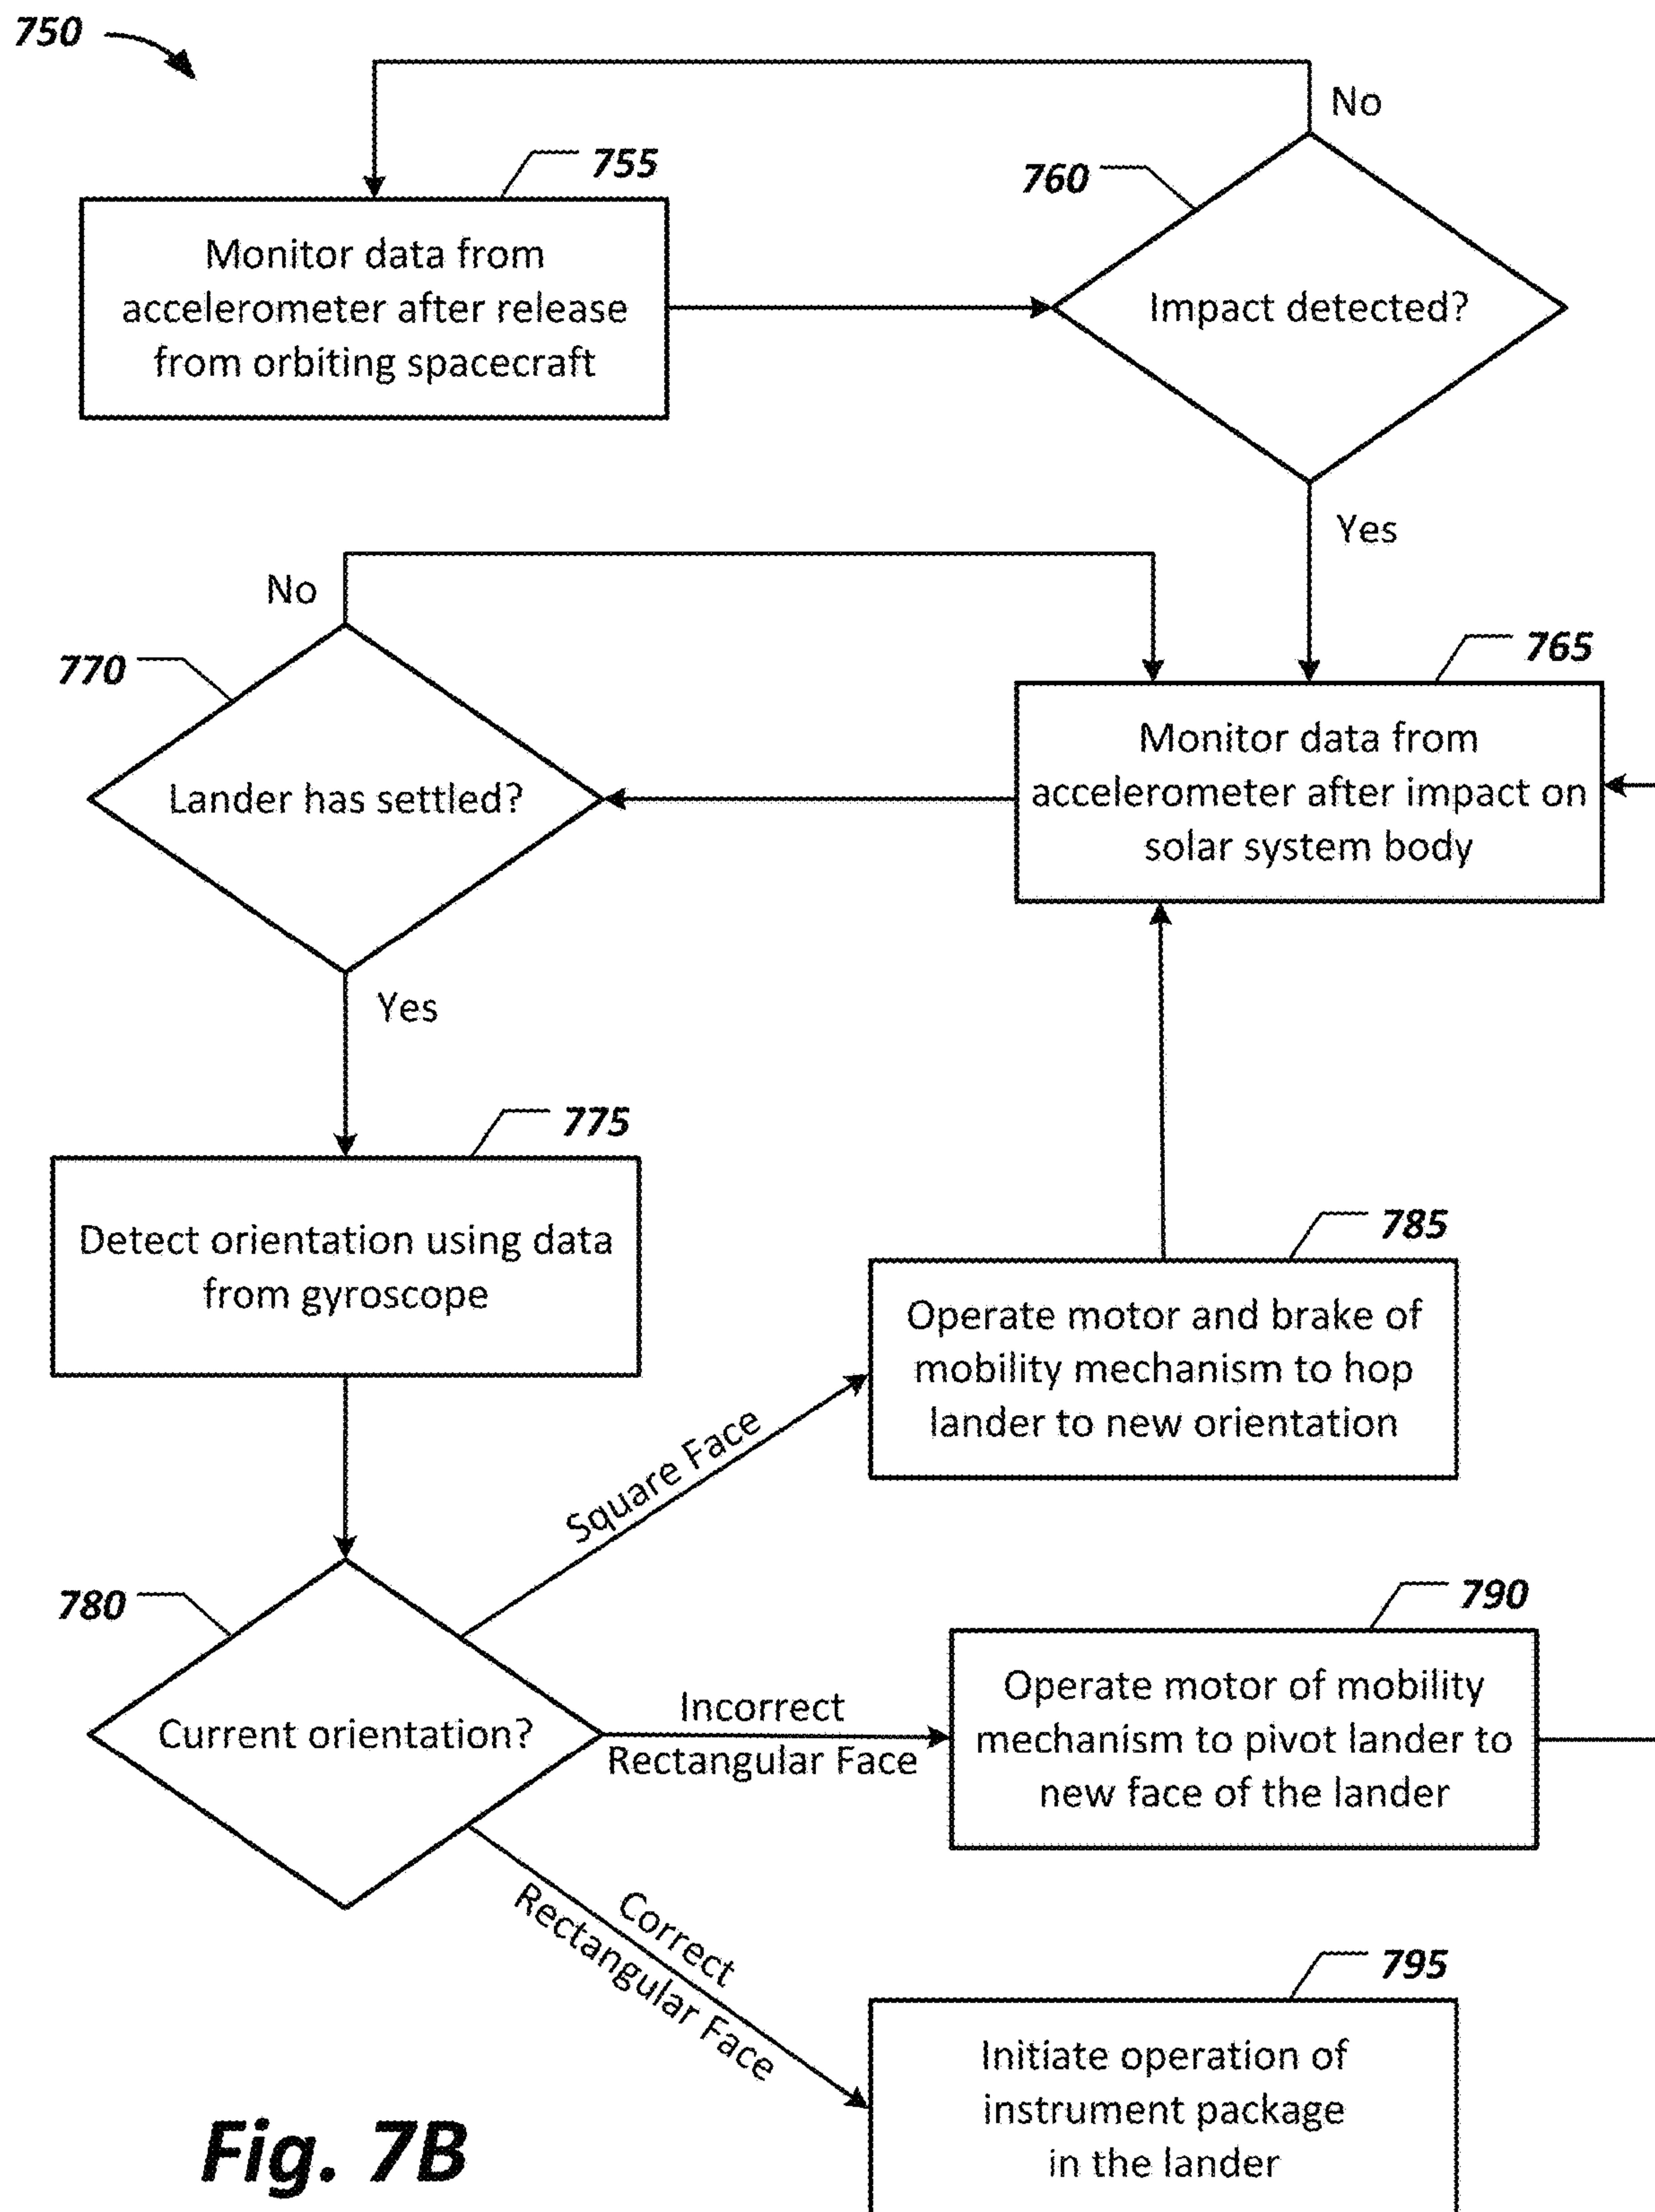 750
No
755
760
Monitor data from
accelerometer after release
from orbiting spacecraft
Impact detected?
Yes
No
765
770
Monitor data from
accelerometer after impact on
solar system body
Lander has settled?
Yes
775
Detect orientation using data
from gyroscope
785
Operate motor and brake of
mobility mechanism to hop
lander to new orientation
Square Face
780
790
Current orientation?
Incorrect
Rectangular Face
Operate motor of mobility
mechanism to pivot lander to
new face of the lander
Correct
Rectangular Face
795
Initiate operation of
instrument package
in the lander
Fig. 7B